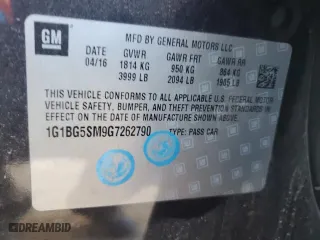 GM
MFD BY GENERAL MOTORS LLC
04/16
GVWR
1814 KG
3999 LB
GAWR FRT
950 KG
2094 LB
GAWR RR
864 KG
1905 LB
THIS VEHICLE CONFORMS TO ALL APPLICABLE U.S. FEDERAL MOTOR
VEHICLE SAFETY, BUMPER, AND THEFT PREVENTION STANDARDS IN
EFFECT ON THE DATE OF MANUFACTURE SHOWN ABOVE.
1G1BG5SM9G7262790
TYPE: PASS CAR